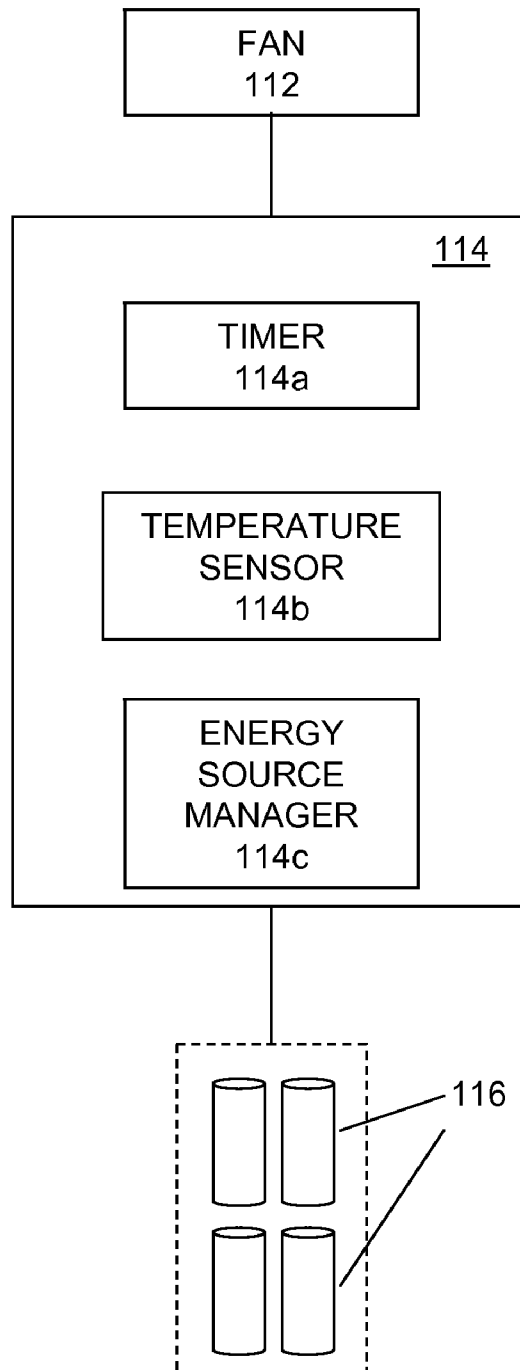 FAN
112
114
TIMER
114a
TEMPERATURE
SENSOR
114b
ENERGY
SOURCE
MANAGER
114c
116